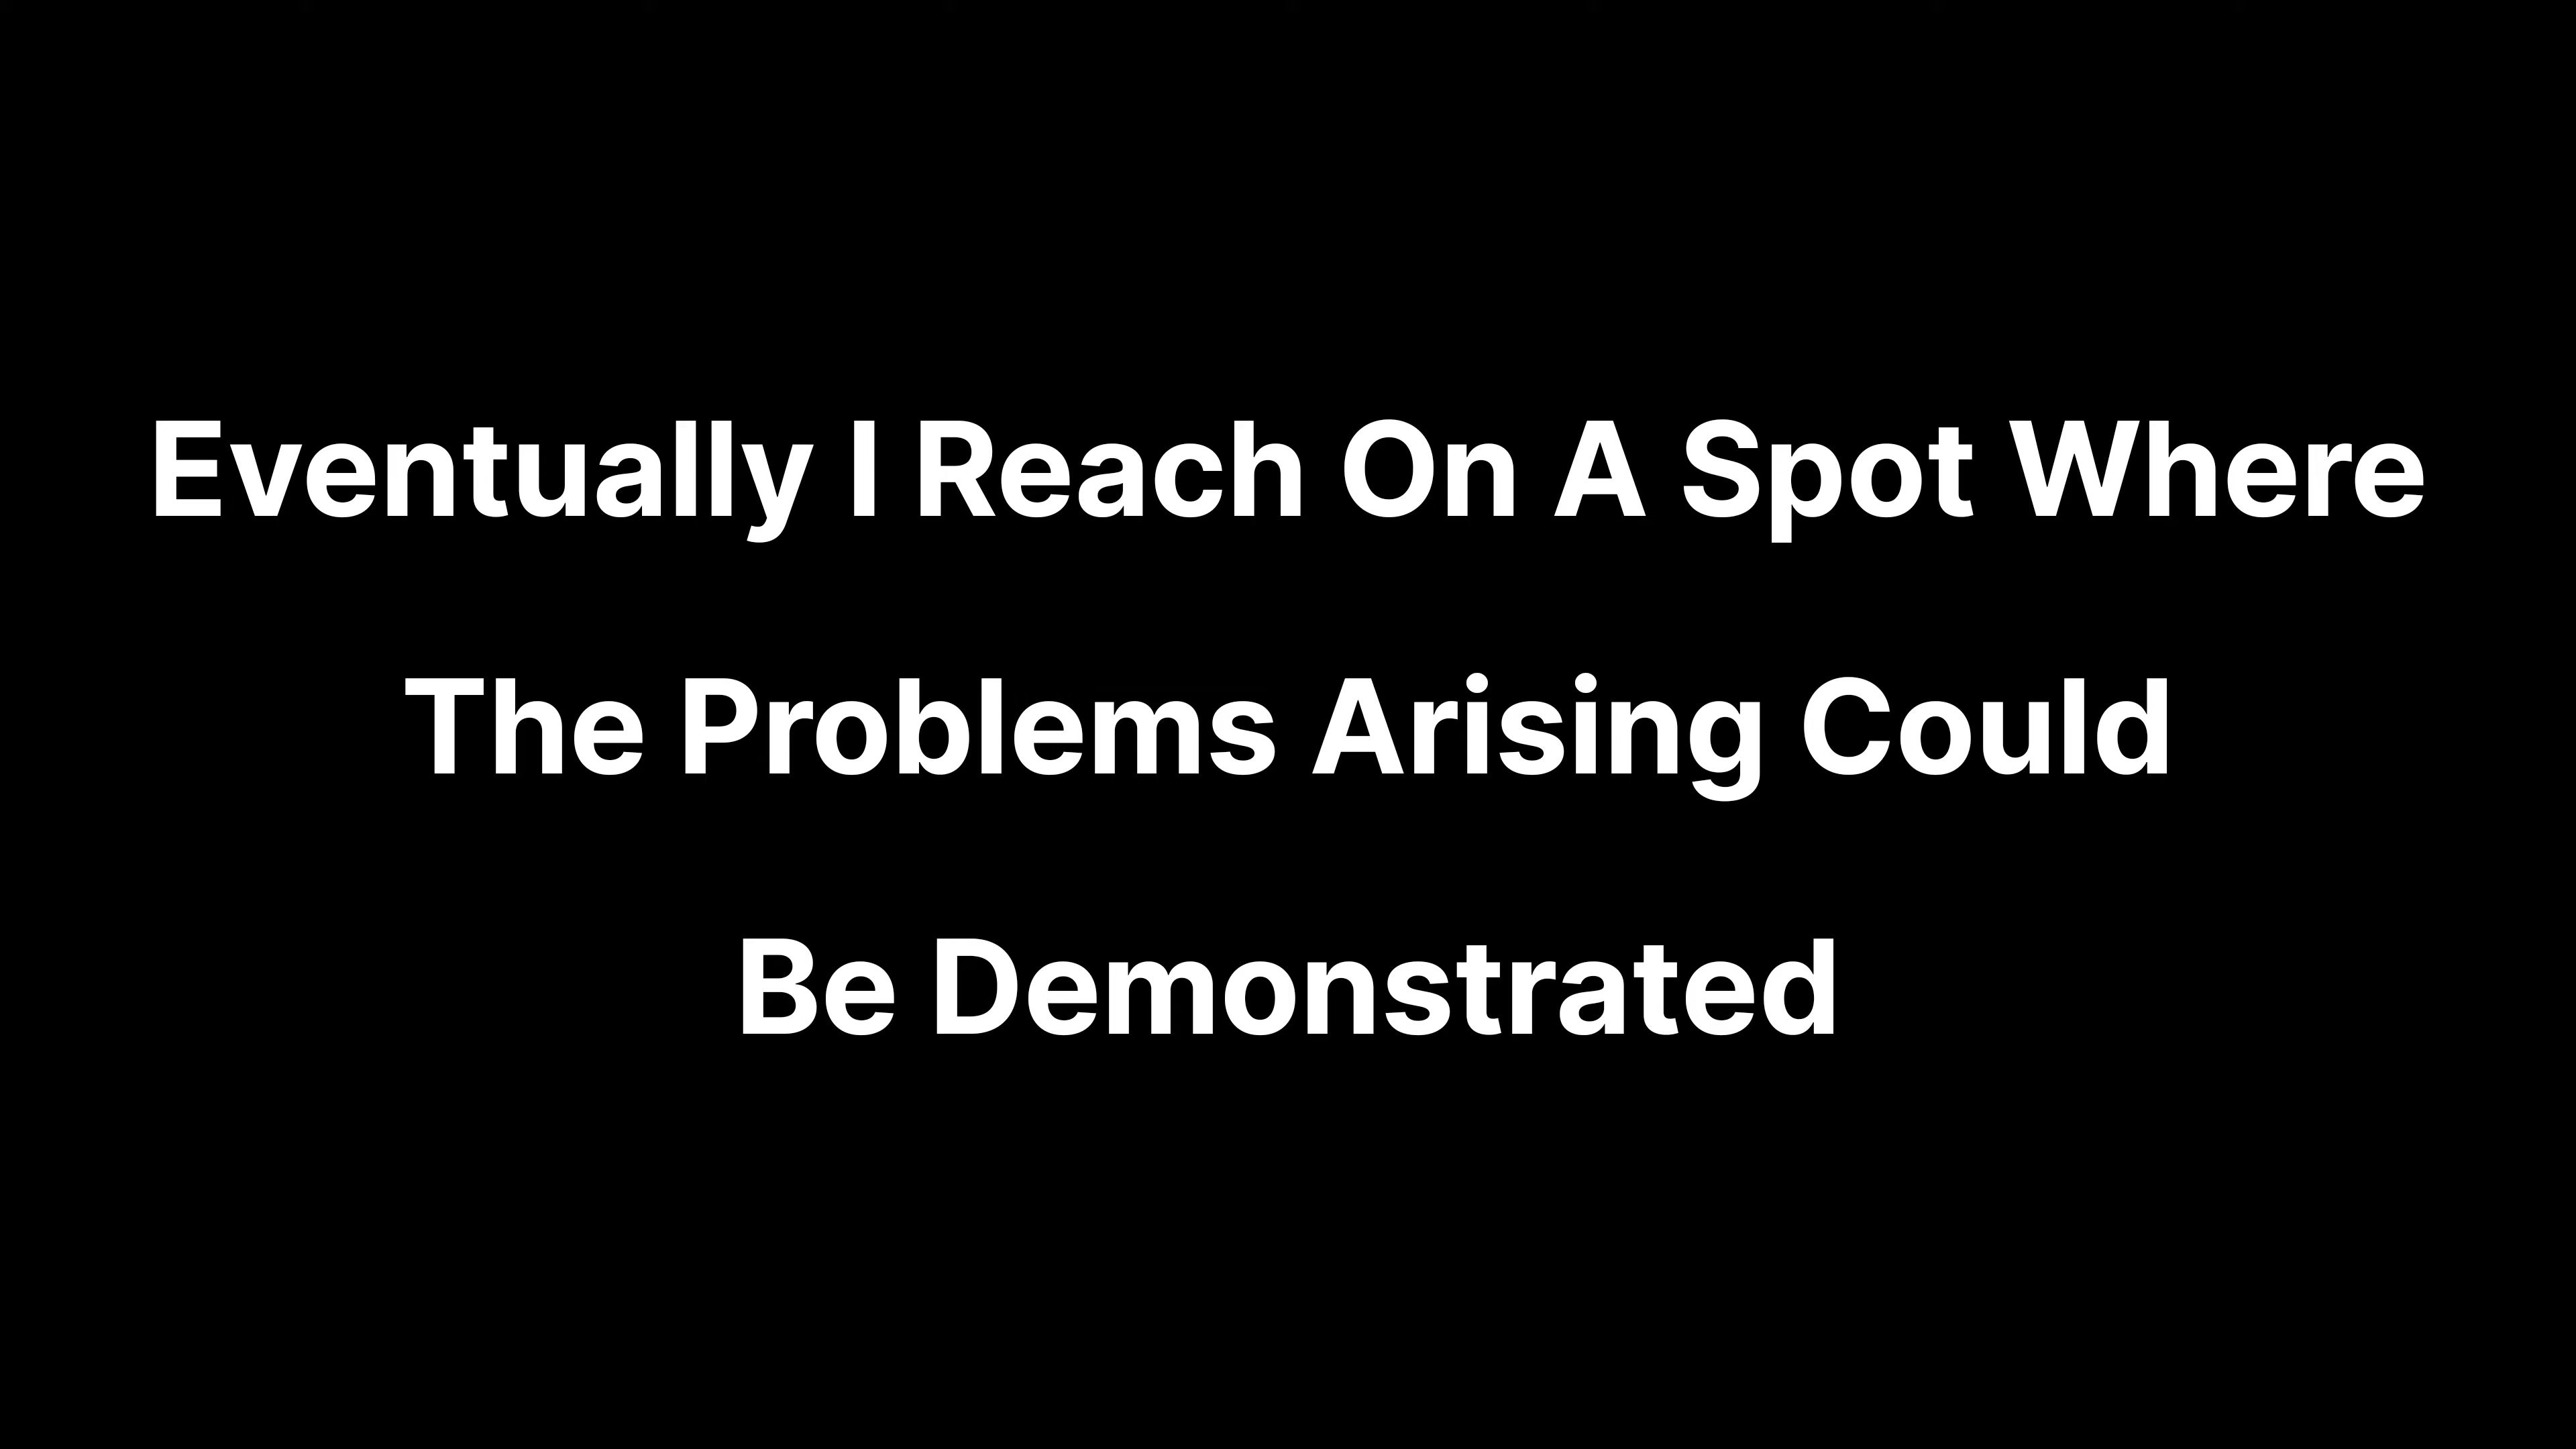 Eventually I Reach On A Spot Where
The Problems Arising Could
Be Demonstrated